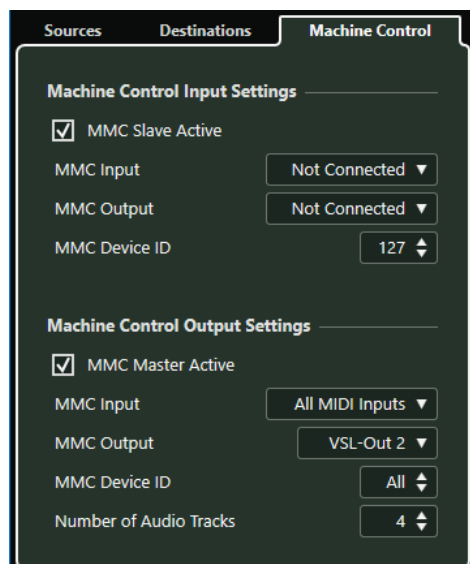 Sources Destinations Machine Control
Machine Control Input Settings
MMC Slave Active
MMC Input Not Connected
MMC Output Not Connected
MMC Device ID 127
Machine Control Output Settings
MMC Master Active
MMC Input All MIDI Inputs
MMC Output VSL-Out 2
MMC Device ID All
Number of Audio Tracks 4